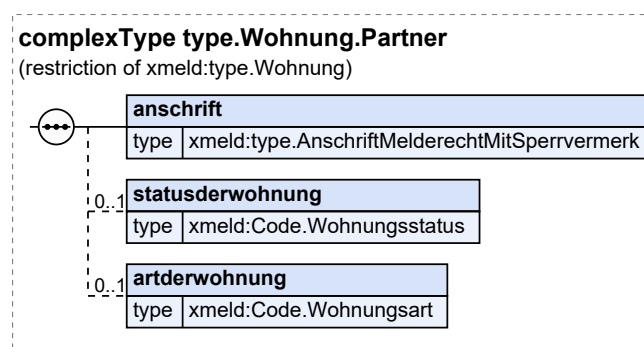 complexType type.Wohnung.Partner
(restriction of xmeld:type.Wohnung)
anschrift
type xmeld:type.AnschriftMelderechtMitSperrvermerk
0..1 statusderwohnung
type xmeld:Code.Wohnungsstatus
0..1 artderwohnung
type xmeld:Code.Wohnungsart